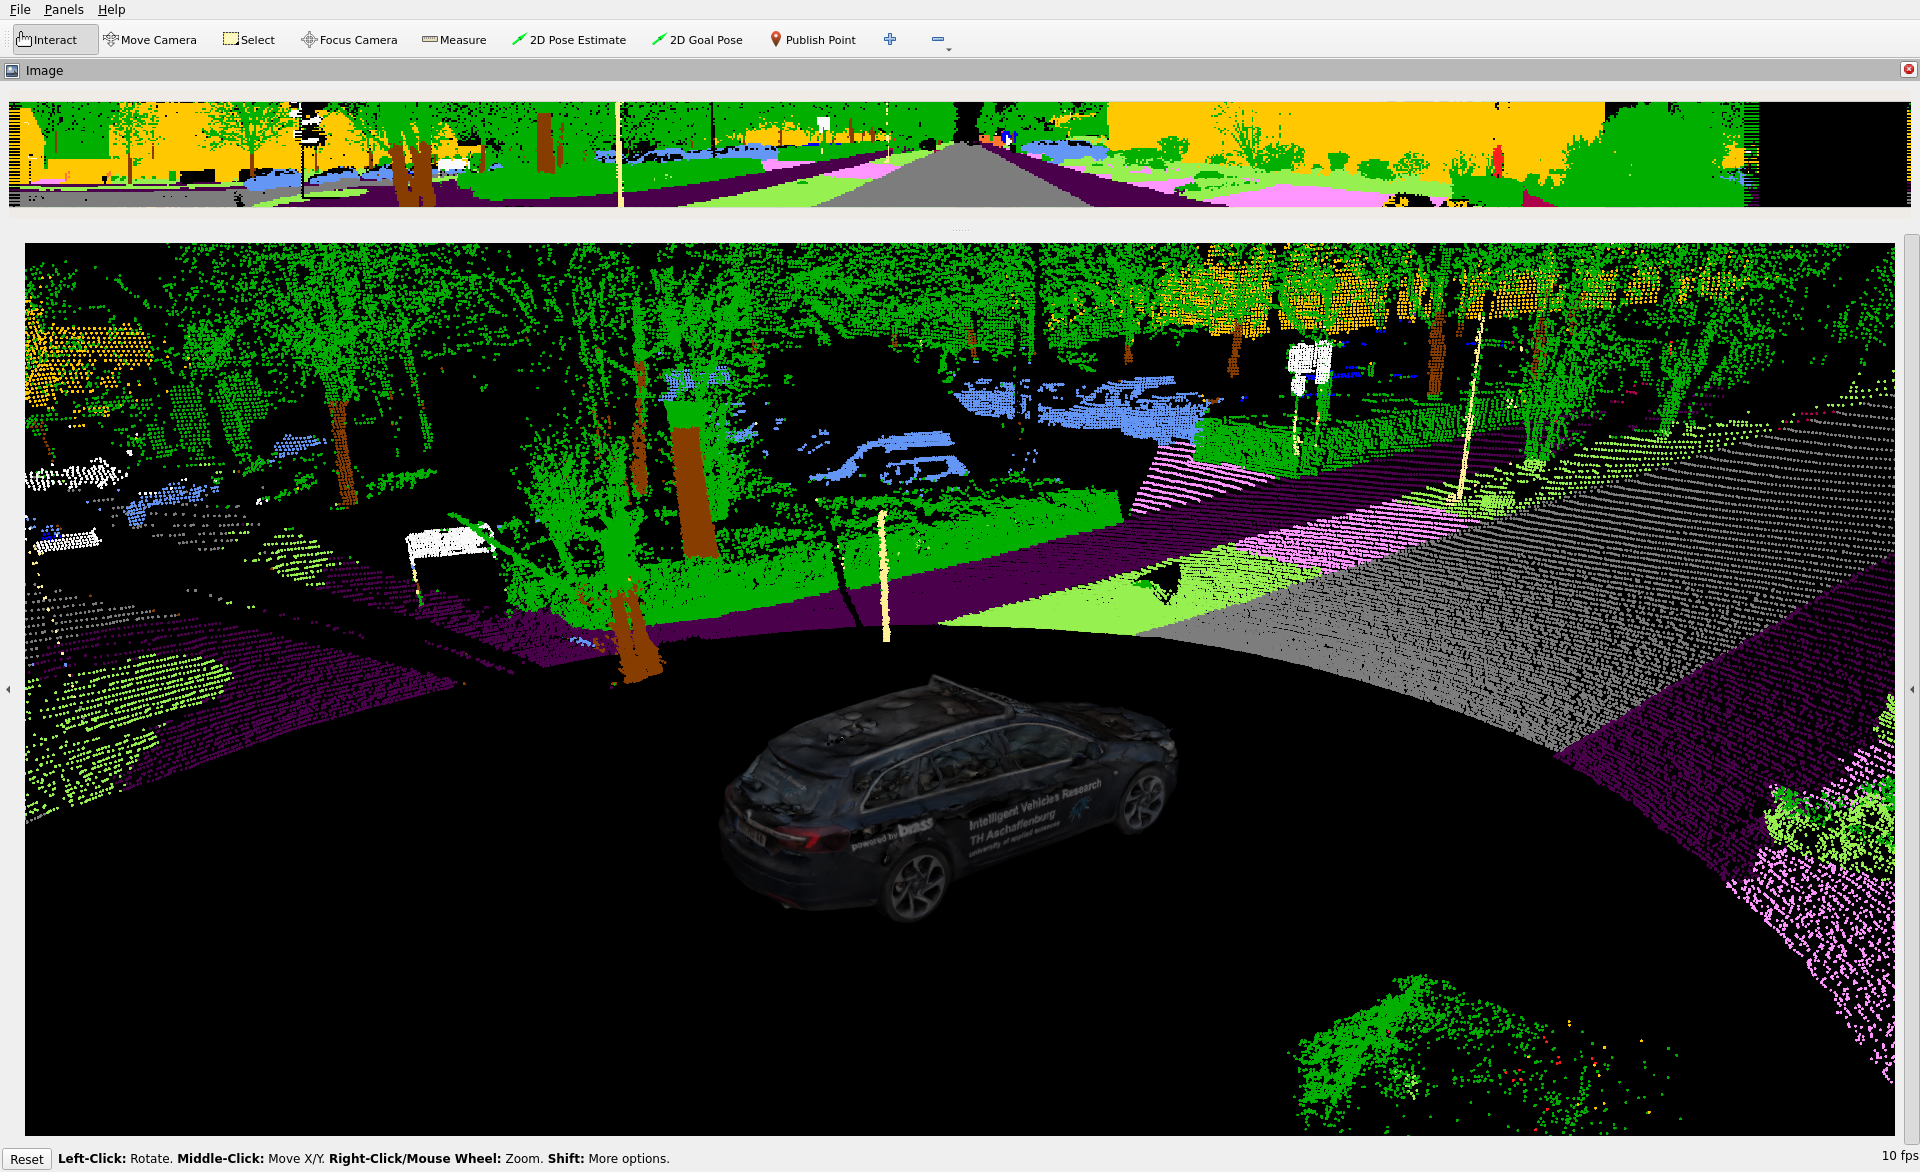 File Panels Help
Interact Move Camera Select Focus Camera Measure 2D Pose Estimate 2D Goal Pose Publish Point
Image
Intelligent Vehicles Research
TH Aschaffenburg
university of applied sciences
powered by
Reset Left-Click: Rotate. Middle-Click: Move X/Y. Right-Click/Mouse Wheel: Zoom. Shift: More options. 10 fps